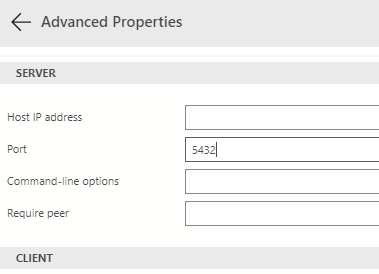 Advanced Properties
SERVER
Host IP address
Port 5432
Command-line options
Require peer
CLIENT